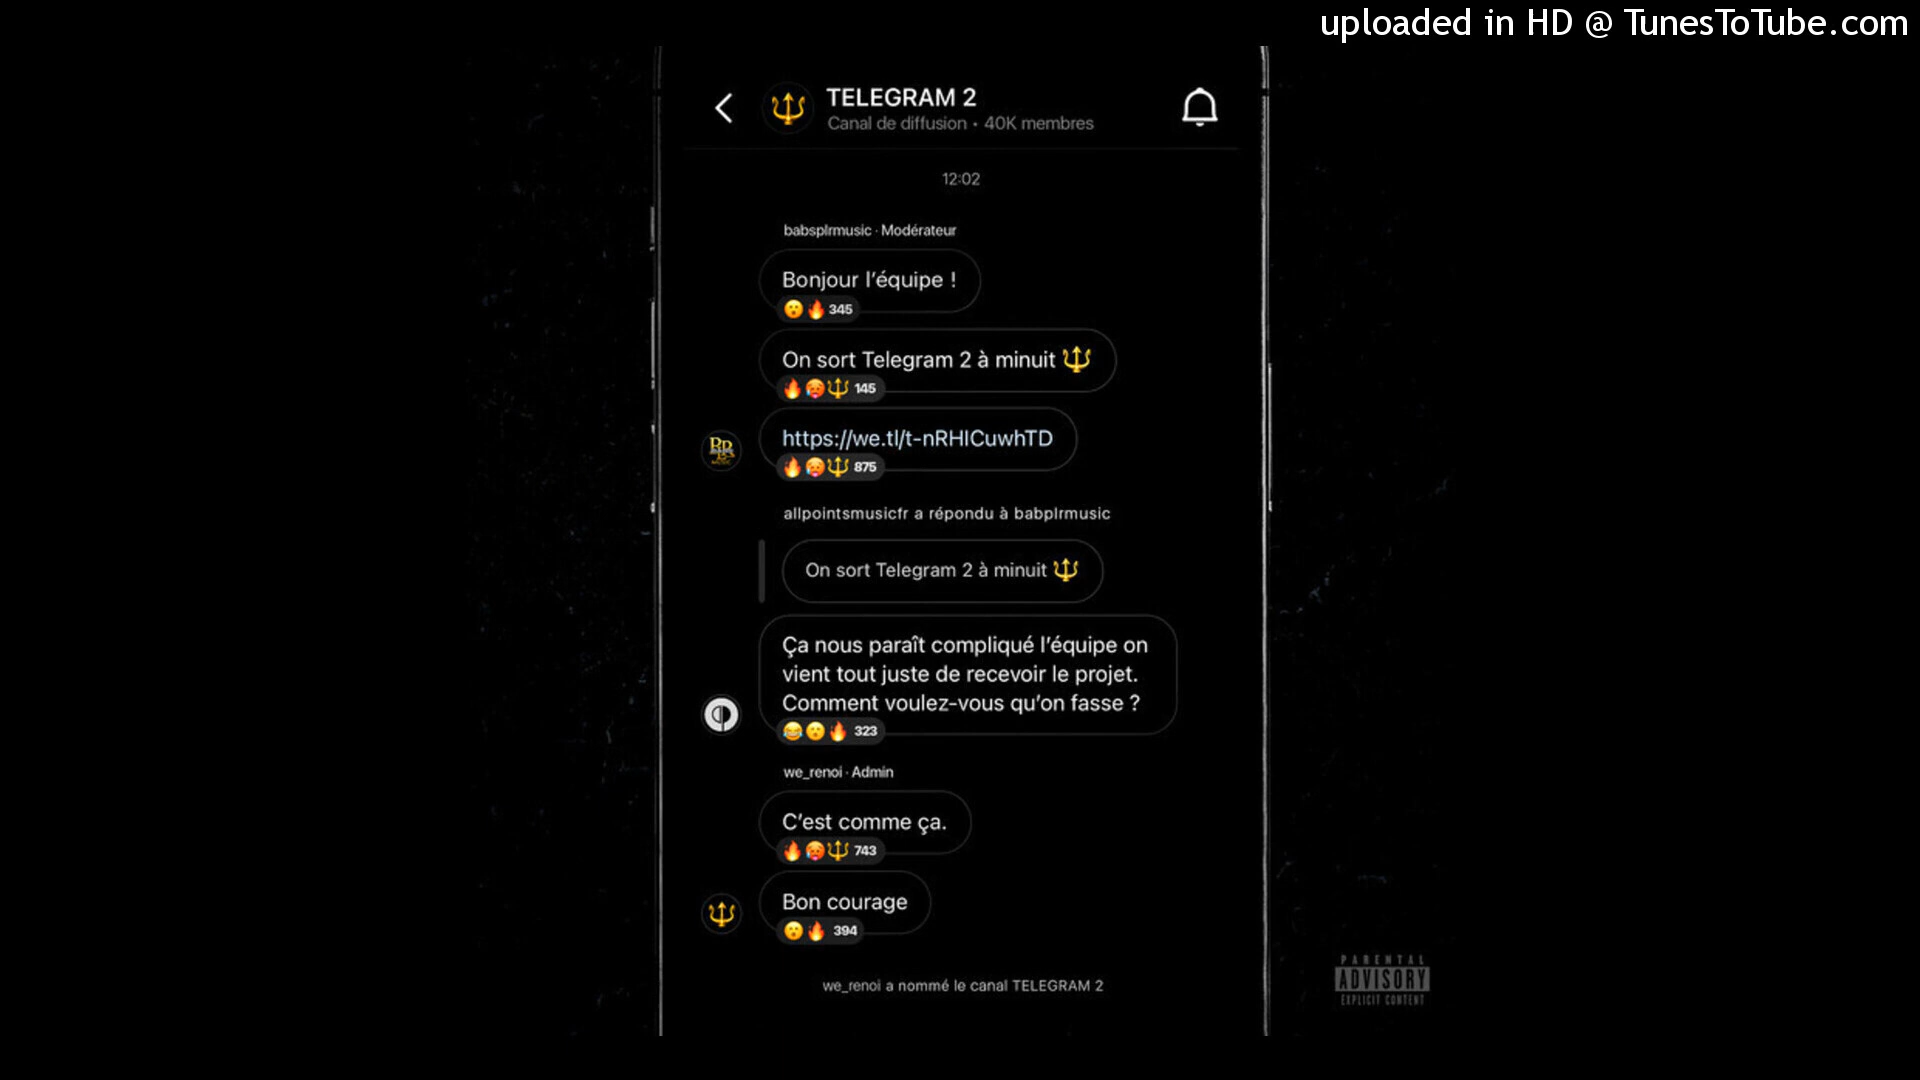 uploaded in HD @ TunesToTube.com
TELEGRAM 2
Canal de diffusion • 40K membres
12:02
babsplrmusic · Modérateur
Bonjour l’équipe !
345
On sort Telegram 2 à minuit
145
https://we.tl/t-nRHICuwhTD
875
allpointsmusicfr a répondu à babplrmusic
On sort Telegram 2 à minuit
Ça nous paraît compliqué l’équipe on
vient tout juste de recevoir le projet.
Comment voulez-vous qu’on fasse ?
323
we_renoi · Admin
C’est comme ça.
743
Bon courage
394
we_renoi a nommé le canal TELEGRAM 2
PARENTAL
ADVISORY
EXPLICIT CONTENT